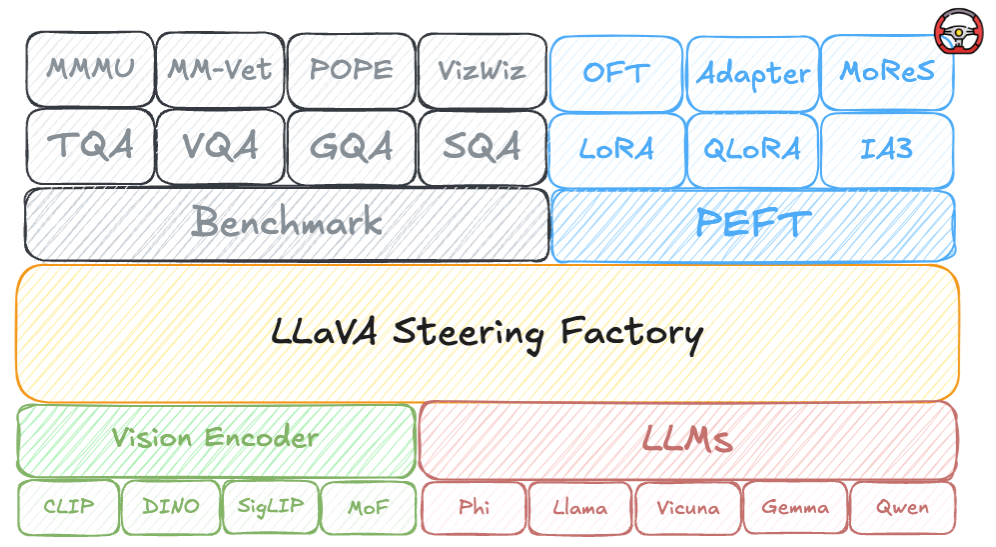 MMMU MM-Vet POPE VizWiz OFT Adapter MoReS
TQA VQA GQA SQA LoRA QLoRA IA3
Benchmark PEFT
LLaVA Steering Factory
Vision Encoder LLMs
CLIP DINO SigLIP MoF Phi Llama Vicuna Gemma Qwen